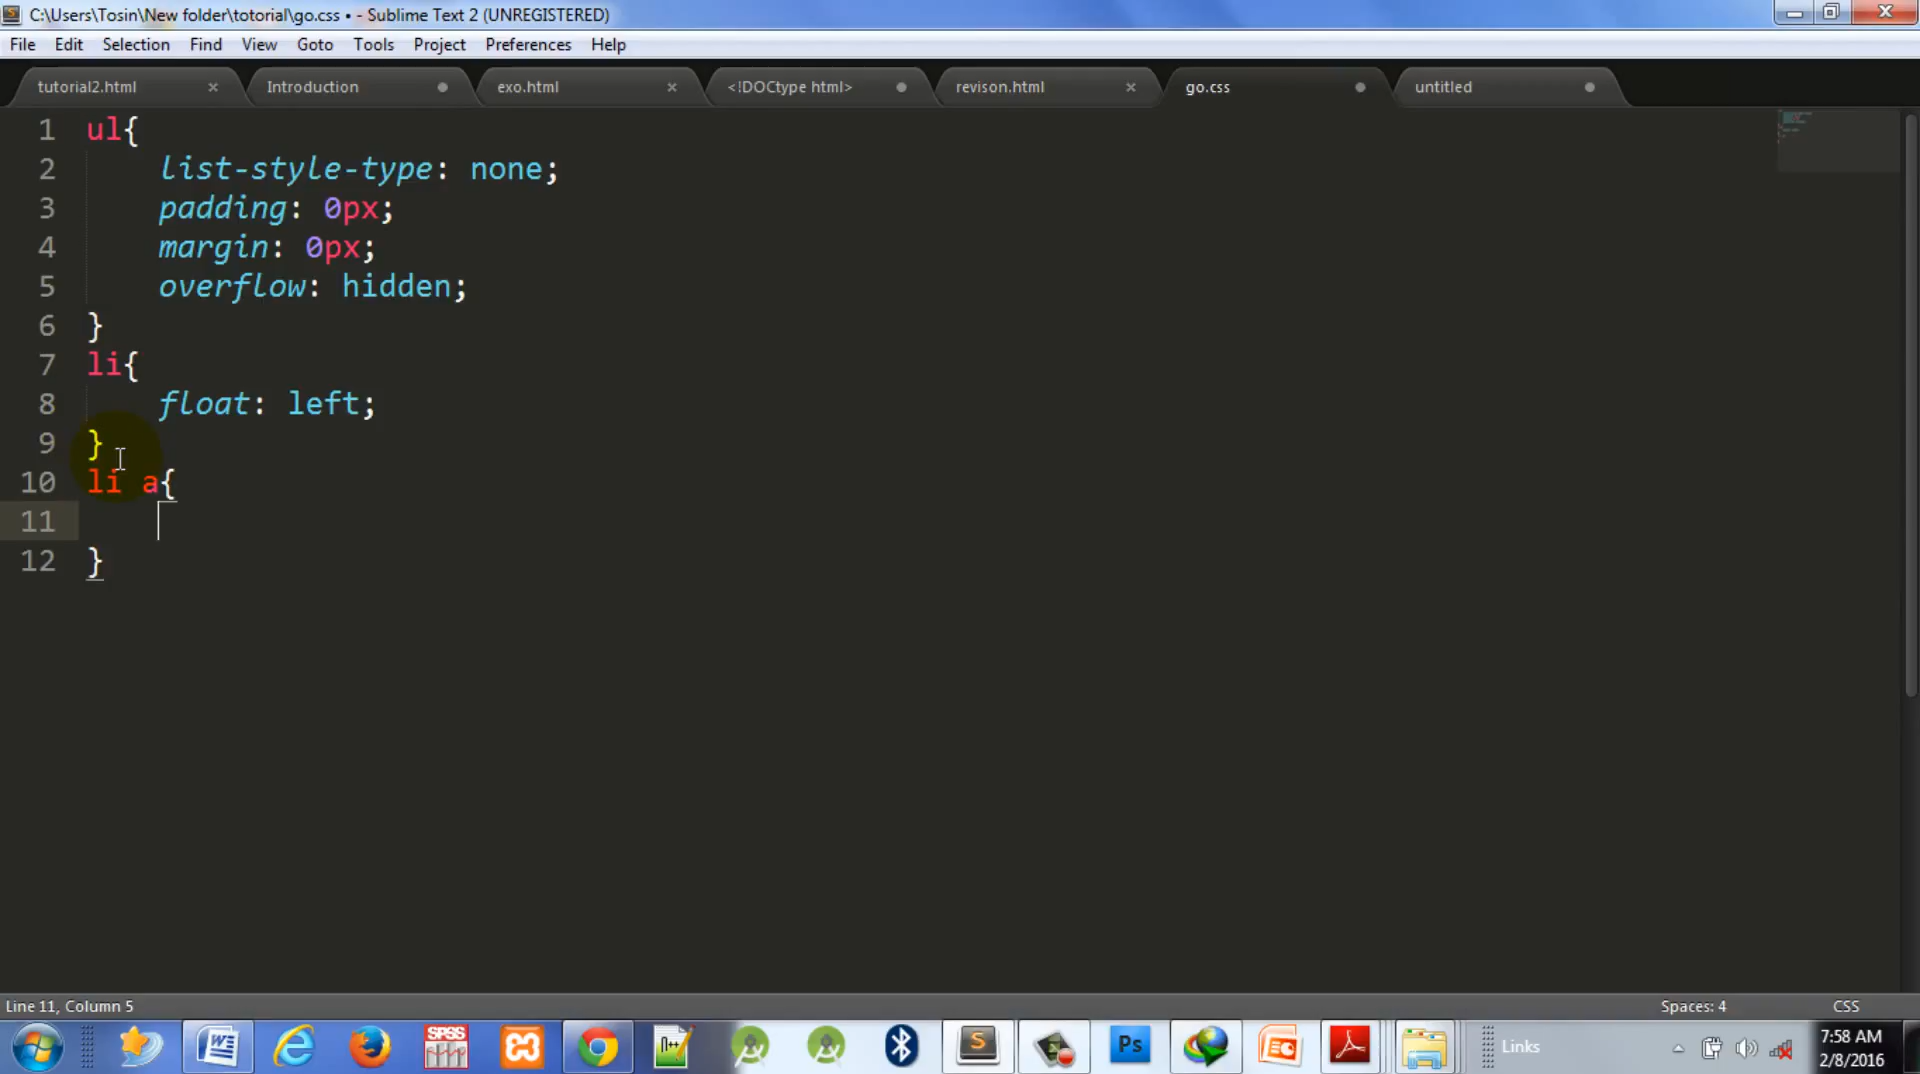 C:\Users\Tosin\New folder\totorial\go.css • - Sublime Text 2 (UNREGISTERED)
File Edit Selection Find View Goto Tools Project Preferences Help
tutorial2.html Introduction exo.html <!DOCtype html> revison.html go.css untitled
1 ul{
2 list-style-type: none;
3 padding: 0px;
4 margin: 0px;
5 overflow: hidden;
6 }
7 li{
8 float: left;
9 }
10 li a{
11
12 }
Line 11, Column 5 Spaces: 4 CSS
W SPSS N++ S Ps Links 7:58 AM
2/8/2016